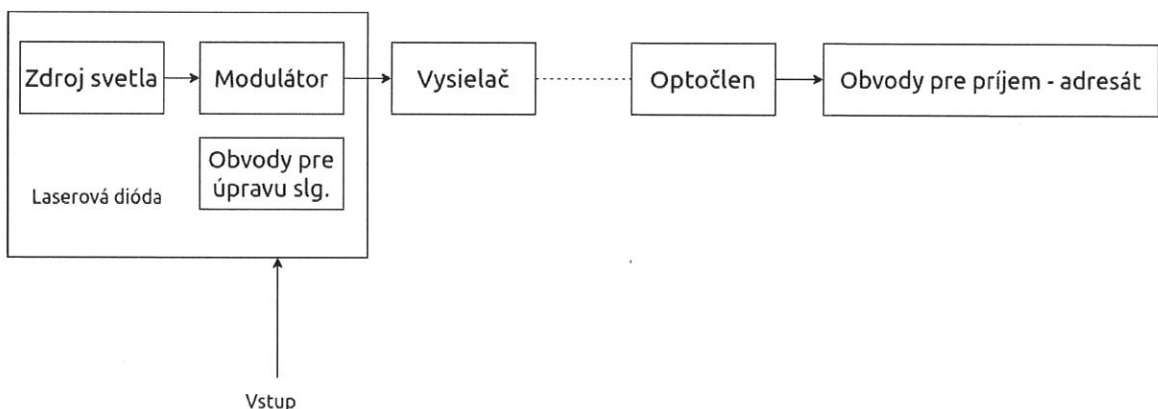 Zdroj svetla
Modulátor
Vysielač
Optočlen
Obvody pre príjem - adresát
Obvody pre
úpravu slg.
Laserová dióda
Vstup